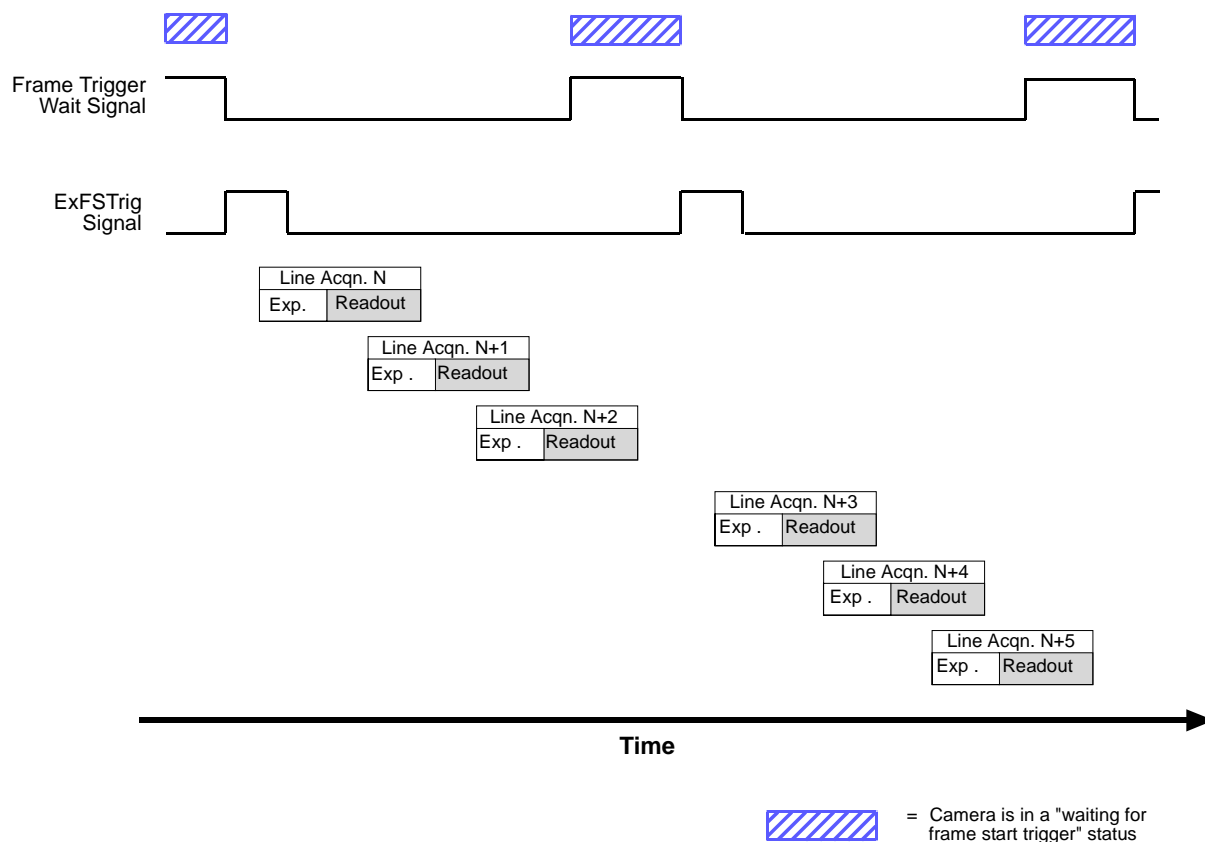 Frame Trigger
Wait Signal
ExFSTrig
Signal
Line Acqn. N
Exp. Readout
Line Acqn. N+1
Exp . Readout
Line Acqn. N+2
Exp . Readout
Line Acqn. N+3
Exp . Readout
Line Acqn. N+4
Exp . Readout
Line Acqn. N+5
Exp . Readout
Time
= Camera is in a "waiting for
frame start trigger" status